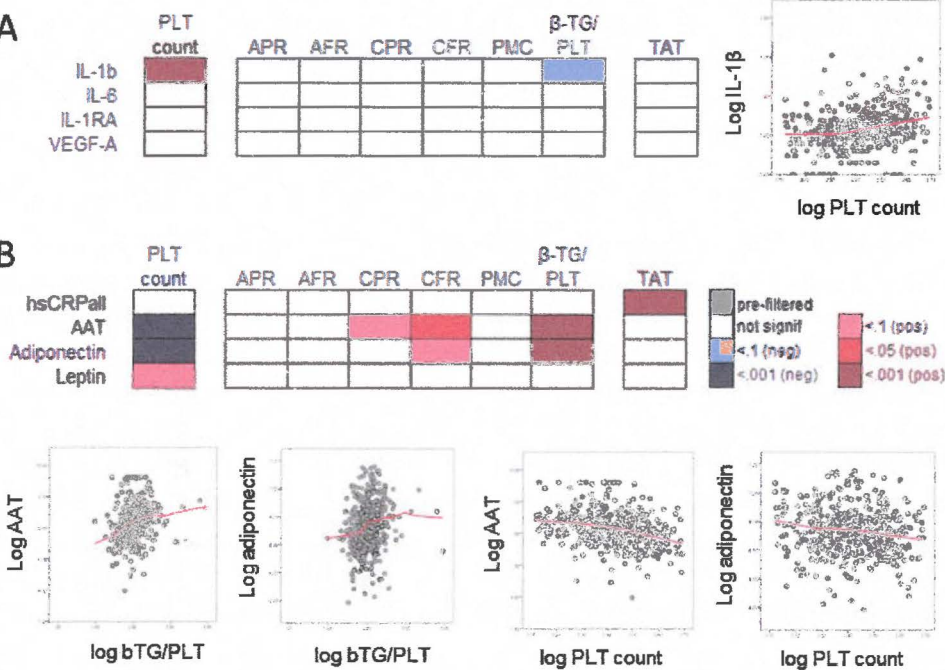 A
PLT count
APR AFR CPR CFR PMC β-TG/ PLT TAT
IL-1b
IL-6
IL-1RA
VEGF-A
Log IL-1β
log PLT count
B
PLT count
APR AFR CPR CFR PMC β-TG/ PLT TAT
hsCRPall
AAT
Adiponectin
Leptin
pre-filtered
not signif
<.1 (neg)
<.001 (neg)
<.1 (pos)
<.05 (pos)
<.001 (pos)
Log AAT
log bTG/PLT
Log adiponectin
log bTG/PLT
Log AAT
log PLT count
Log adiponectin
log PLT count